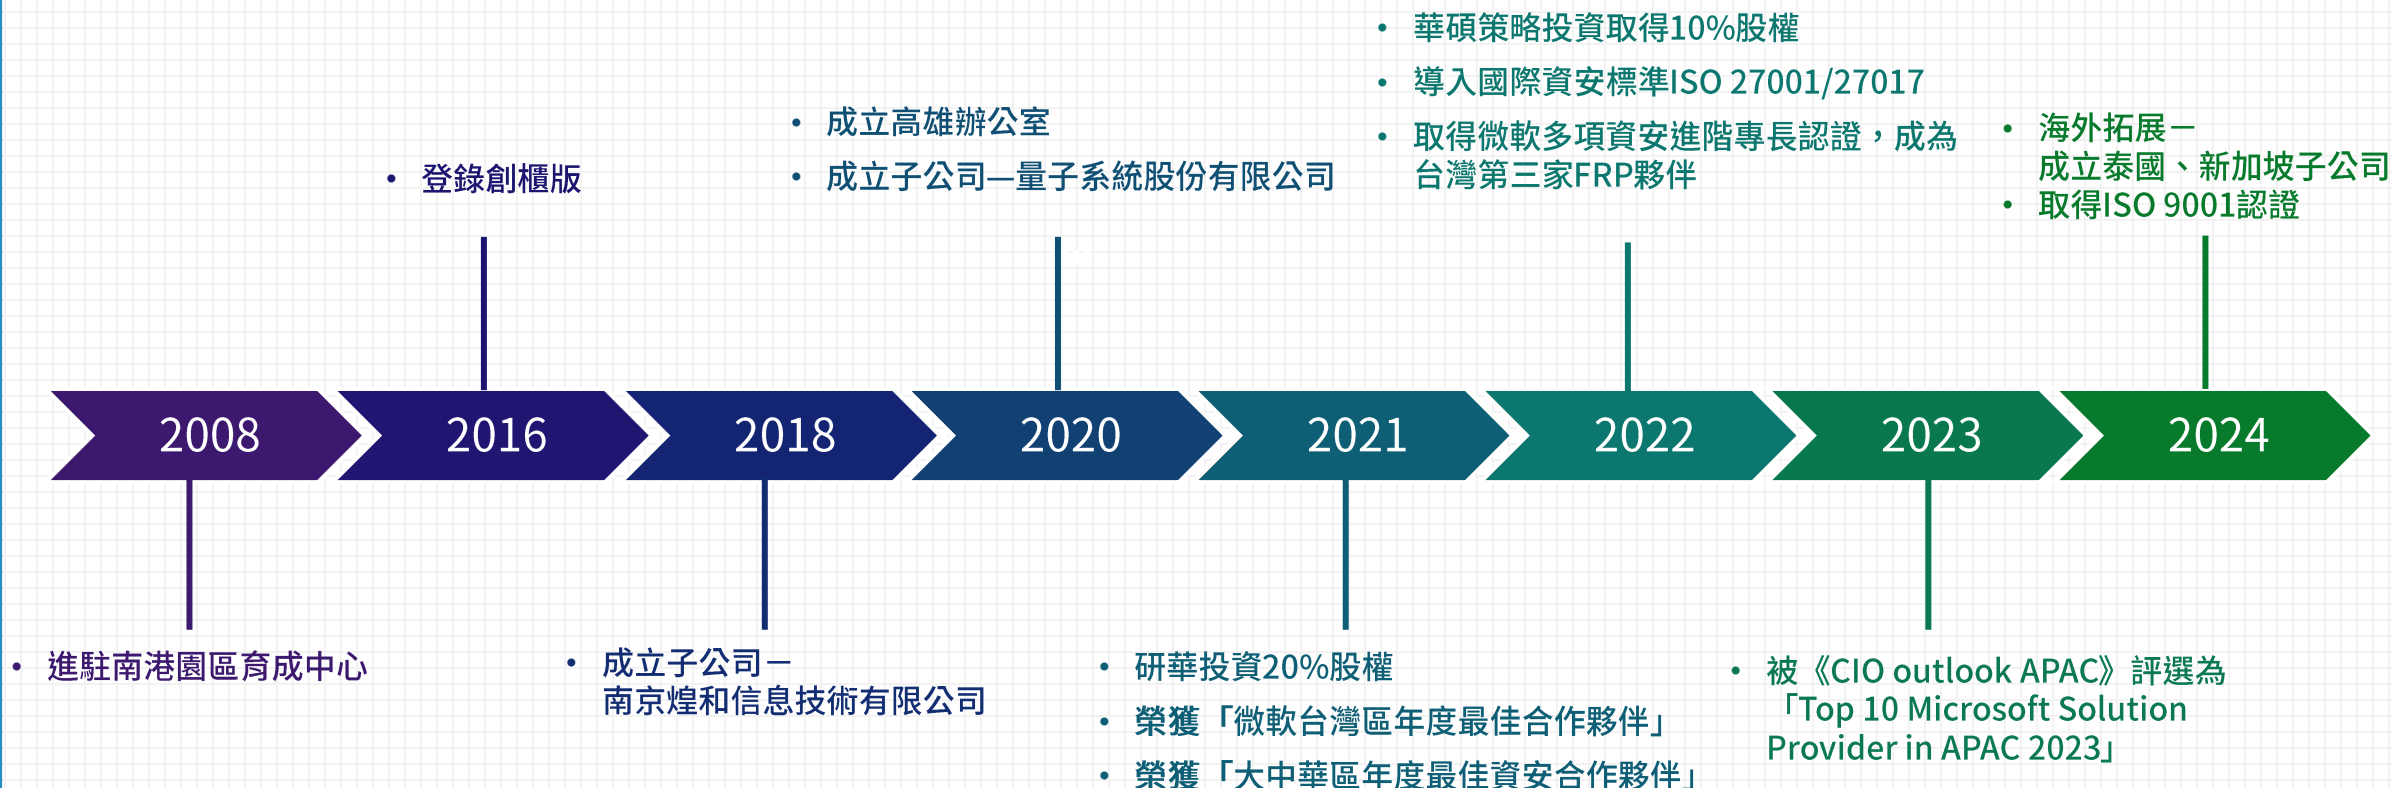 • 華碩策略投資取得10%股權
• 導入國際資安標準ISO 27001/27017
• 取得微軟多項資安進階專長認證，成為
台灣第三家FRP夥伴
• 成立高雄辦公室
• 成立子公司—量子系統股份有限公司
• 登錄創櫃版
• 海外拓展－
成立泰國、新加坡子公司
• 取得ISO 9001認證
2008
2016
2018
2020
2021
2022
2023
2024
• 進駐南港園區育成中心
• 成立子公司－
南京煌和信息技術有限公司
• 研華投資20%股權
• 榮獲「微軟台灣區年度最佳合作夥伴」
• 榮獲「大中華區年度最佳資安合作夥伴」
• 被《CIO outlook APAC》評選為
「Top 10 Microsoft Solution
Provider in APAC 2023」